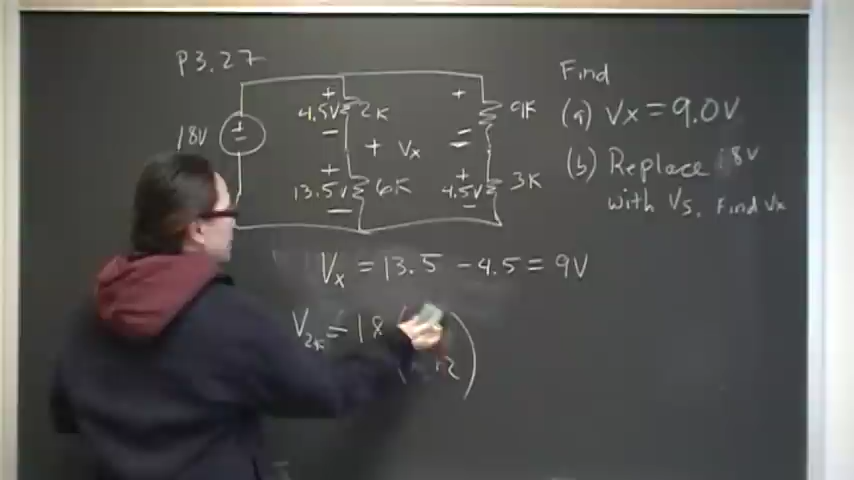 P3.27
18V
+
-
+
4.5V
-
2K
+
13.5V
-
6K
+ Vx -
+
-
9K
+
4.5V
-
3K
Find
(a) Vx = 9.0V
(b) Replace 18V
with Vs. Find Vx
Vx = 13.5 - 4.5 = 9V
V2K = 18 (